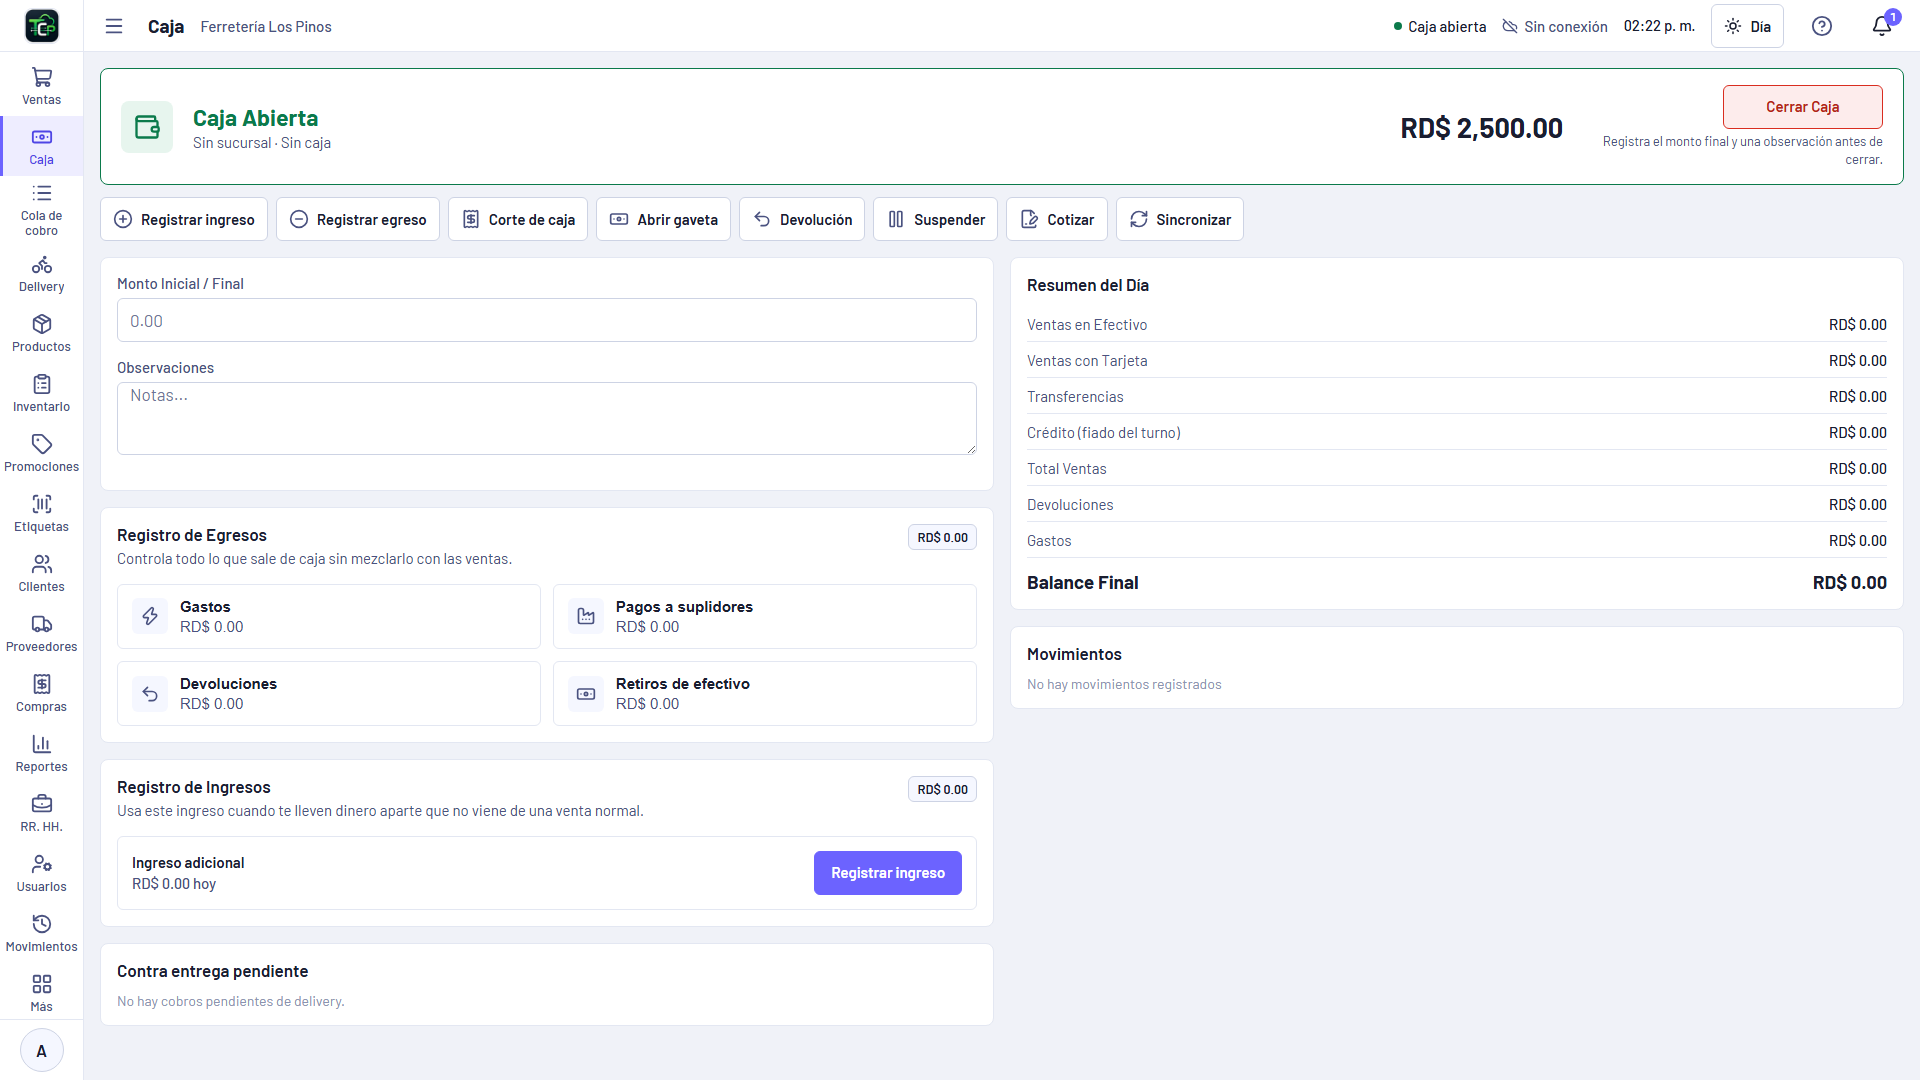 TCP
Caja
Ferretería Los Pinos
Caja abierta
Sin conexión
02:22 p. m.
Día
1
Ventas
Caja
Cola de
cobro
Delivery
Productos
Inventario
Promociones
Etiquetas
Clientes
Proveedores
Compras
Reportes
RR. HH.
Usuarios
Movimientos
Más
A
Caja Abierta
Sin sucursal · Sin caja
RD$ 2,500.00
Cerrar Caja
Registra el monto final y una observación antes de
cerrar.
Registrar ingreso
Registrar egreso
Corte de caja
Abrir gaveta
Devolución
Suspender
Cotizar
Sincronizar
Monto Inicial / Final
0.00
Observaciones
Notas...
Registro de Egresos
RD$ 0.00
Controla todo lo que sale de caja sin mezclarlo con las ventas.
Gastos
RD$ 0.00
Pagos a suplidores
RD$ 0.00
Devoluciones
RD$ 0.00
Retiros de efectivo
RD$ 0.00
Registro de Ingresos
RD$ 0.00
Usa este ingreso cuando te lleven dinero aparte que no viene de una venta normal.
Ingreso adicional
RD$ 0.00 hoy
Registrar ingreso
Contra entrega pendiente
No hay cobros pendientes de delivery.
Resumen del Día
Ventas en Efectivo RD$ 0.00
Ventas con Tarjeta RD$ 0.00
Transferencias RD$ 0.00
Crédito (fiado del turno) RD$ 0.00
Total Ventas RD$ 0.00
Devoluciones RD$ 0.00
Gastos RD$ 0.00
Balance Final RD$ 0.00
Movimientos
No hay movimientos registrados